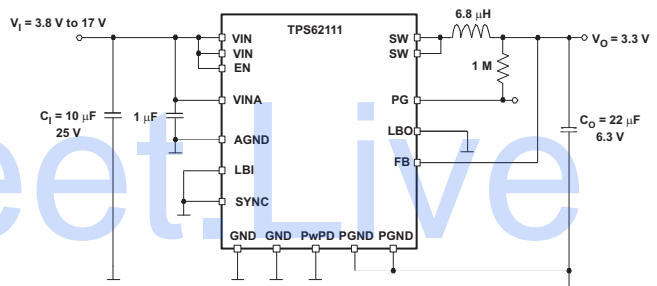 V_I = 3.8 V to 17 V
TPS62111
6.8 µH
V_O = 3.3 V
VIN
VIN
EN
SW
SW
1 M
VINA
PG
C_I = 10 µF
25 V
1 µF
AGND
LBO
C_O = 22 µF
6.3 V
LBI
FB
SYNC
GND GND PwPD PGND PGND
eet.Live